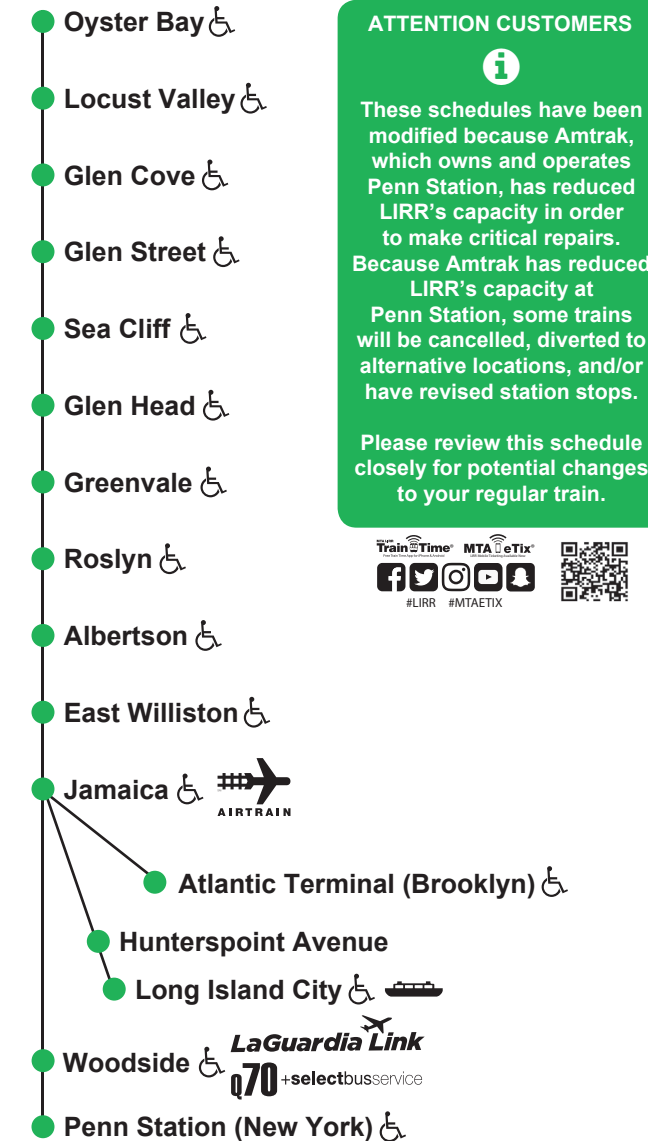 Oyster Bay
Locust Valley
Glen Cove
Glen Street
Sea Cliff
Glen Head
Greenvale
Roslyn
Albertson
East Williston
Jamaica
AIRTRAIN
Atlantic Terminal (Brooklyn)
Hunterspoint Avenue
Long Island City
Woodside
LaGuardia Link
Q70 +selectbusservice
Penn Station (New York)
ATTENTION CUSTOMERS
These schedules have been
modified because Amtrak,
which owns and operates
Penn Station, has reduced
LIRR's capacity in order
to make critical repairs.
Because Amtrak has reduced
LIRR's capacity at
Penn Station, some trains
will be cancelled, diverted to
alternative locations, and/or
have revised station stops.
Please review this schedule
closely for potential changes
to your regular train.
Train Time® MTA eTix®
#LIRR #MTAETIX